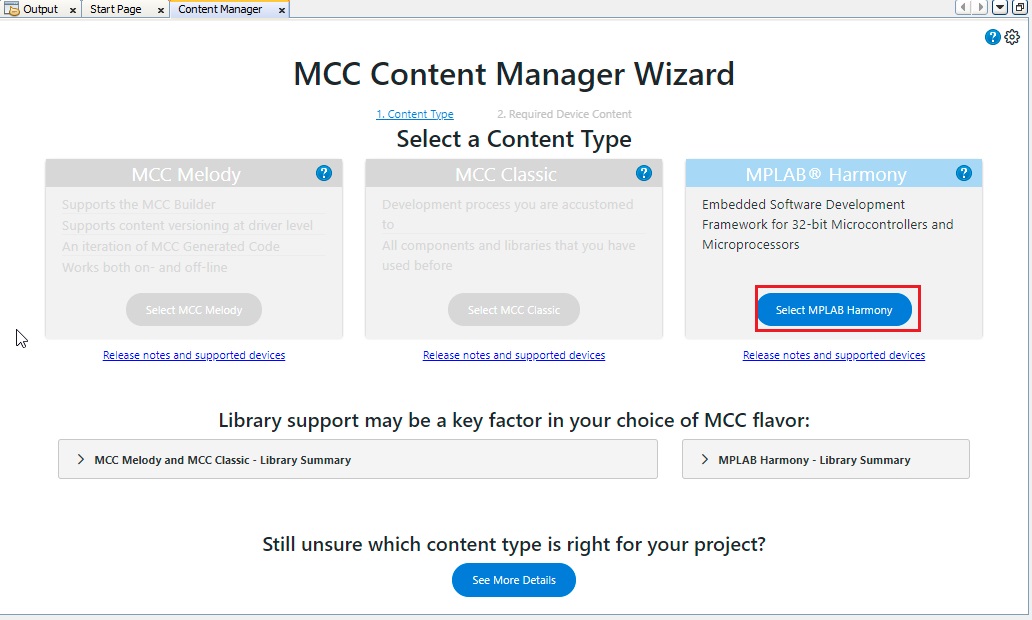 Output
Start Page
Content Manager
MCC Content Manager Wizard
1. Content Type
2. Required Device Content
Select a Content Type
MCC Melody
Supports the MCC Builder
Supports content versioning at driver level
An iteration of MCC Generated Code
Works both on- and off-line
Select MCC Melody
Release notes and supported devices
MCC Classic
Development process you are accustomed
to
All components and libraries that you have
used before
Select MCC Classic
Release notes and supported devices
MPLAB® Harmony
Embedded Software Development
Framework for 32-bit Microcontrollers and
Microprocessors
Select MPLAB Harmony
Release notes and supported devices
Library support may be a key factor in your choice of MCC flavor:
MCC Melody and MCC Classic - Library Summary
MPLAB Harmony - Library Summary
Still unsure which content type is right for your project?
See More Details